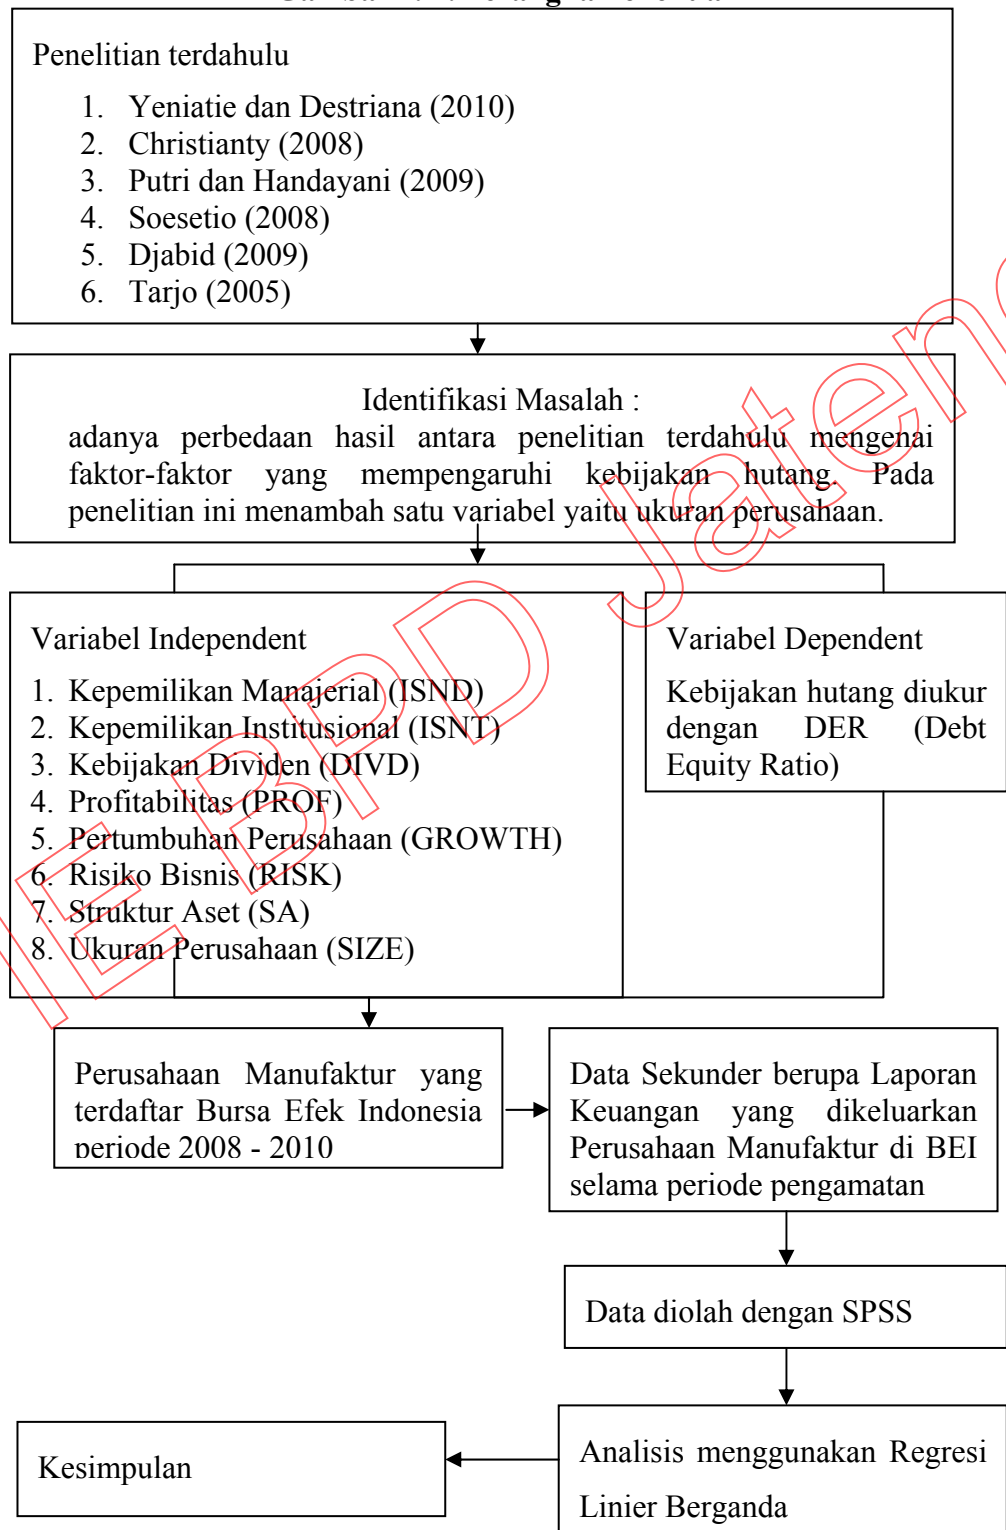 Penelitian terdahulu
1. Yeniatie dan Destriana (2010)
2. Christianty (2008)
3. Putri dan Handayani (2009)
4. Soesetio (2008)
5. Djabid (2009)
6. Tarjo (2005)
Identifikasi Masalah :
adanya perbedaan hasil antara penelitian terdahulu mengenai
faktor-faktor yang mempengaruhi kebijakan hutang. Pada
penelitian ini menambah satu variabel yaitu ukuran perusahaan.
Variabel Independent
1. Kepemilikan Manajerial (ISND)
2. Kepemilikan Institusional (ISNT)
3. Kebijakan Dividen (DIVD)
4. Profitabilitas (PROF)
5. Pertumbuhan Perusahaan (GROWTH)
6. Risiko Bisnis (RISK)
7. Struktur Aset (SA)
8. Ukuran Perusahaan (SIZE)
Variabel Dependent
Kebijakan hutang diukur
dengan DER (Debt
Equity Ratio)
Perusahaan Manufaktur yang
terdaftar Bursa Efek Indonesia
periode 2008 - 2010
Data Sekunder berupa Laporan
Keuangan yang dikeluarkan
Perusahaan Manufaktur di BEI
selama periode pengamatan
Data diolah dengan SPSS
Analisis menggunakan Regresi
Linier Berganda
Kesimpulan
IE BPD Jaten